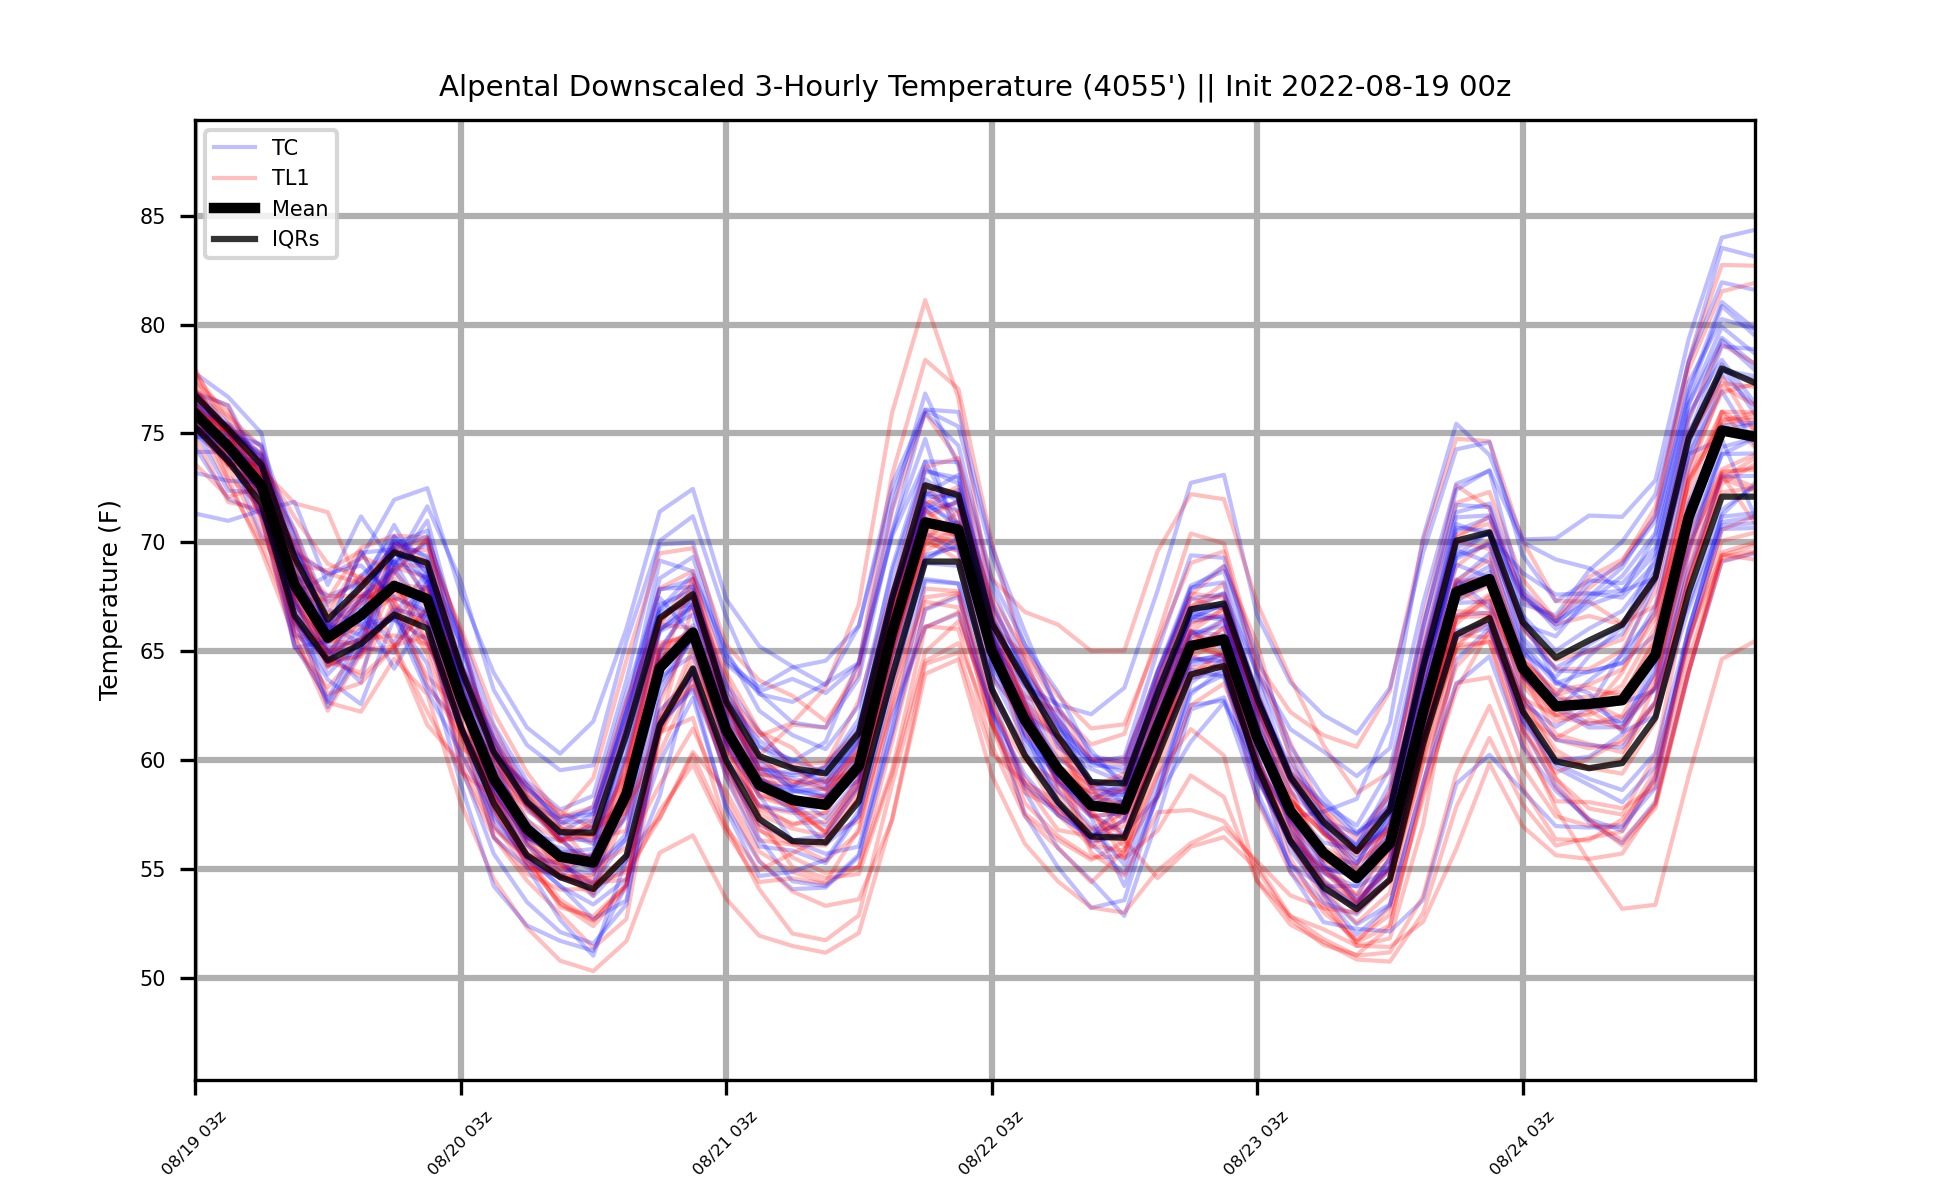 Alpental Downscaled 3-Hourly Temperature (4055') || Init 2022-08-19 00z
TC
TL1
Mean
IQRs
Temperature (F)
85
80
75
70
65
60
55
50
08/19 03z
08/20 03z
08/21 03z
08/22 03z
08/23 03z
08/24 03z